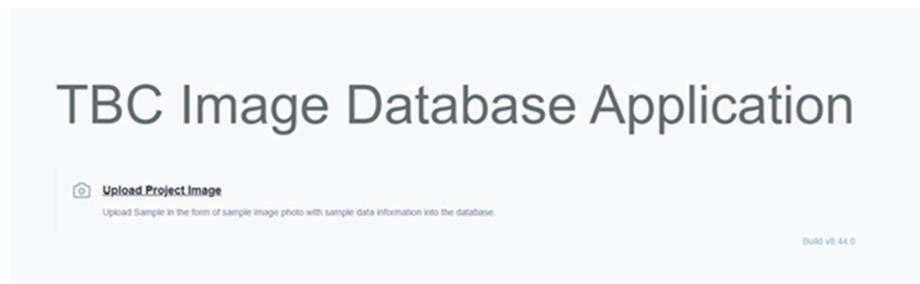 TBC Image Database Application
Upload Project Image
Upload Sample in the form of sample image photo with sample data information into the database.
Build v8.44.0